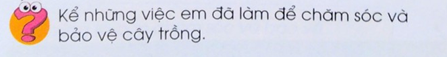 Kể những việc em đã làm để chăm sóc và
bảo vệ cây trồng.